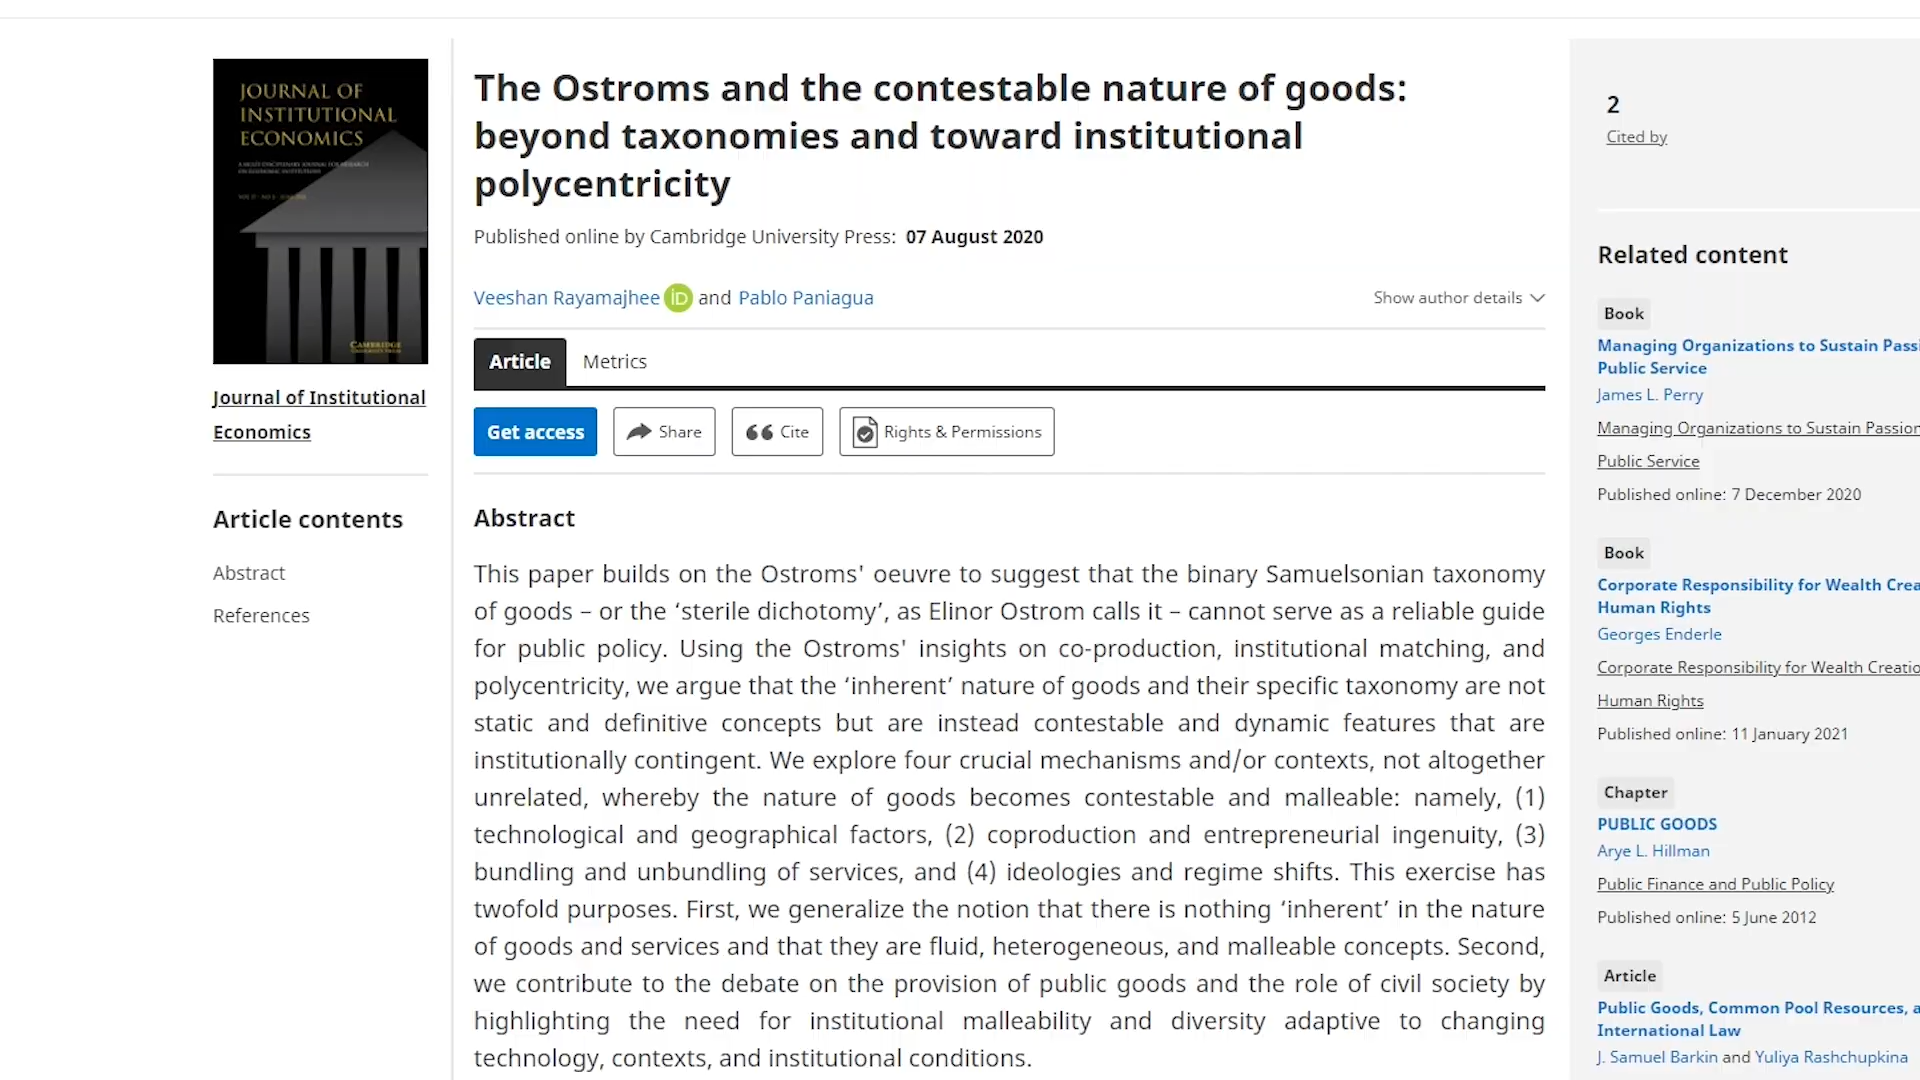 JOURNAL OF
INSTITUTIONAL
ECONOMICS
CAMBRIDGE
UNIVERSITY PRESS
Journal of Institutional
Economics
Article contents
Abstract
References
The Ostroms and the contestable nature of goods:
beyond taxonomies and toward institutional
polycentricity
Published online by Cambridge University Press: 07 August 2020
Veeshan Rayamajhee iD and Pablo Paniagua
Show author details
Article Metrics
Get access Share Cite Rights & Permissions
Abstract
This paper builds on the Ostroms' oeuvre to suggest that the binary Samuelsonian taxonomy
of goods – or the ‘sterile dichotomy’, as Elinor Ostrom calls it – cannot serve as a reliable guide
for public policy. Using the Ostroms' insights on co-production, institutional matching, and
polycentricity, we argue that the ‘inherent’ nature of goods and their specific taxonomy are not
static and definitive concepts but are instead contestable and dynamic features that are
institutionally contingent. We explore four crucial mechanisms and/or contexts, not altogether
unrelated, whereby the nature of goods becomes contestable and malleable: namely, (1)
technological and geographical factors, (2) coproduction and entrepreneurial ingenuity, (3)
bundling and unbundling of services, and (4) ideologies and regime shifts. This exercise has
twofold purposes. First, we generalize the notion that there is nothing ‘inherent’ in the nature
of goods and services and that they are fluid, heterogeneous, and malleable concepts. Second,
we contribute to the debate on the provision of public goods and the role of civil society by
highlighting the need for institutional malleability and diversity adaptive to changing
technology, contexts, and institutional conditions.
2
Cited by
Related content
Book
Managing Organizations to Sustain Passi
Public Service
James L. Perry
Managing Organizations to Sustain Passion
Public Service
Published online: 7 December 2020
Book
Corporate Responsibility for Wealth Crea
Human Rights
Georges Enderle
Corporate Responsibility for Wealth Creatio
Human Rights
Published online: 11 January 2021
Chapter
PUBLIC GOODS
Arye L. Hillman
Public Finance and Public Policy
Published online: 5 June 2012
Article
Public Goods, Common Pool Resources, a
International Law
J. Samuel Barkin and Yuliya Rashchupkina